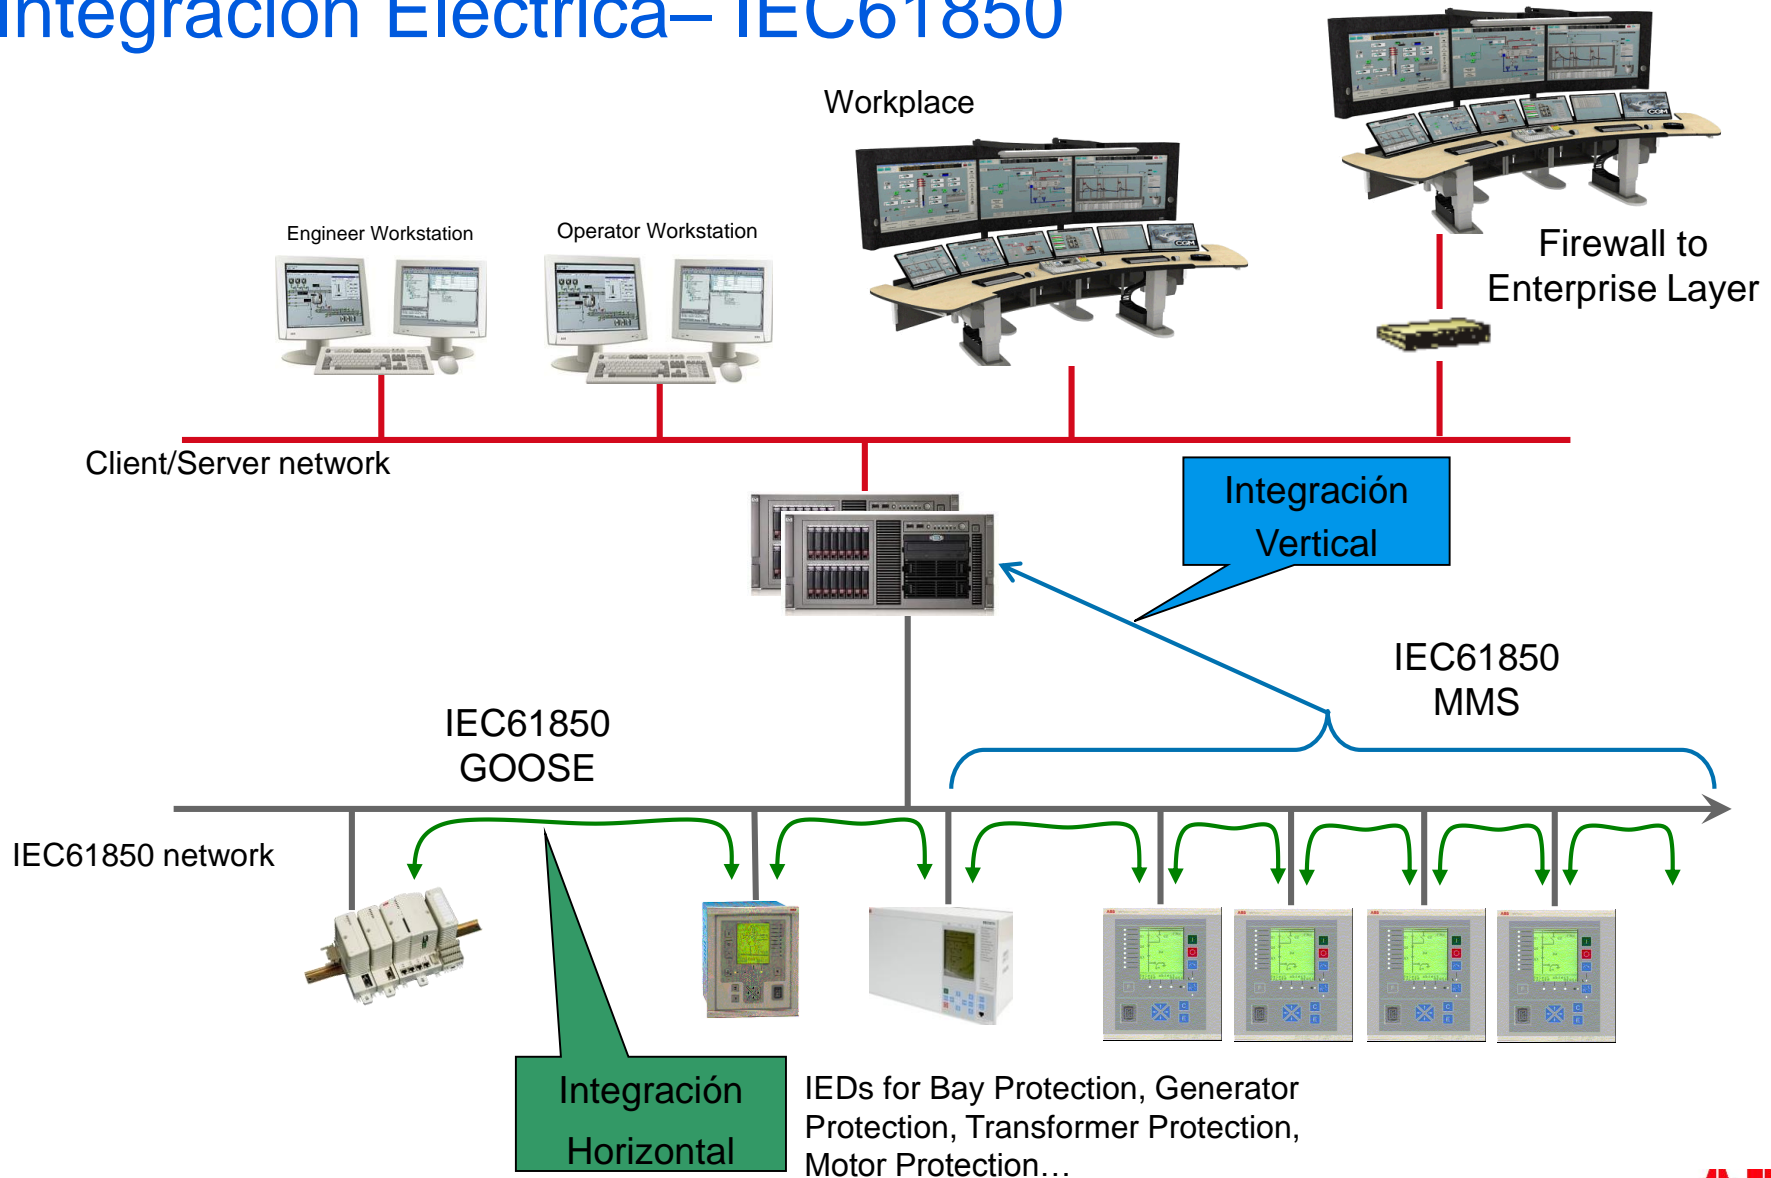 Integración Eléctrica– IEC61850
Workplace
Engineer Workstation
Operator Workstation
Firewall to
Enterprise Layer
Client/Server network
Integración
Vertical
IEC61850
MMS
IEC61850
GOOSE
IEC61850 network
Integración
Horizontal
IEDs for Bay Protection, Generator
Protection, Transformer Protection,
Motor Protection…